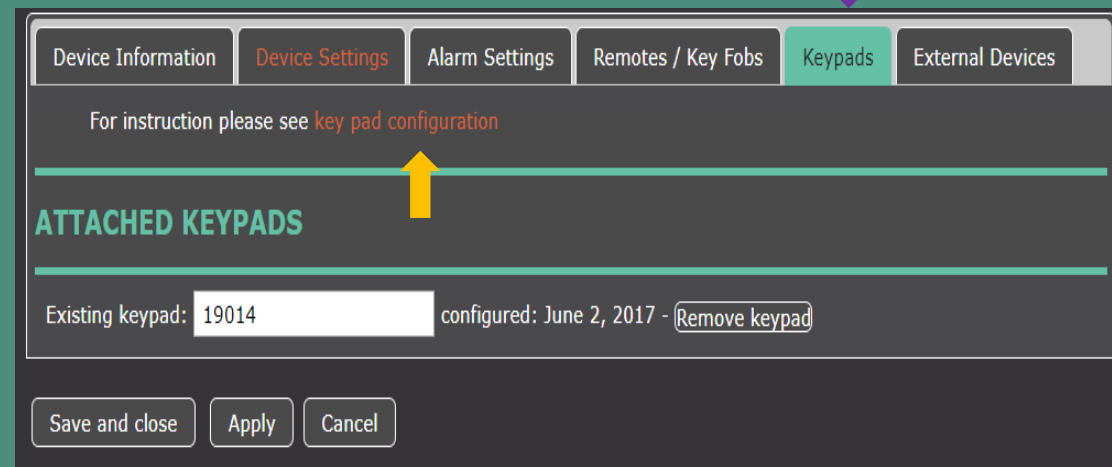 Device Information Device Settings Alarm Settings Remotes / Key Fobs Keypads External Devices
For instruction please see key pad configuration
ATTACHED KEYPADS
Existing keypad: 19014 configured: June 2, 2017 - Remove keypad
Save and close Apply Cancel